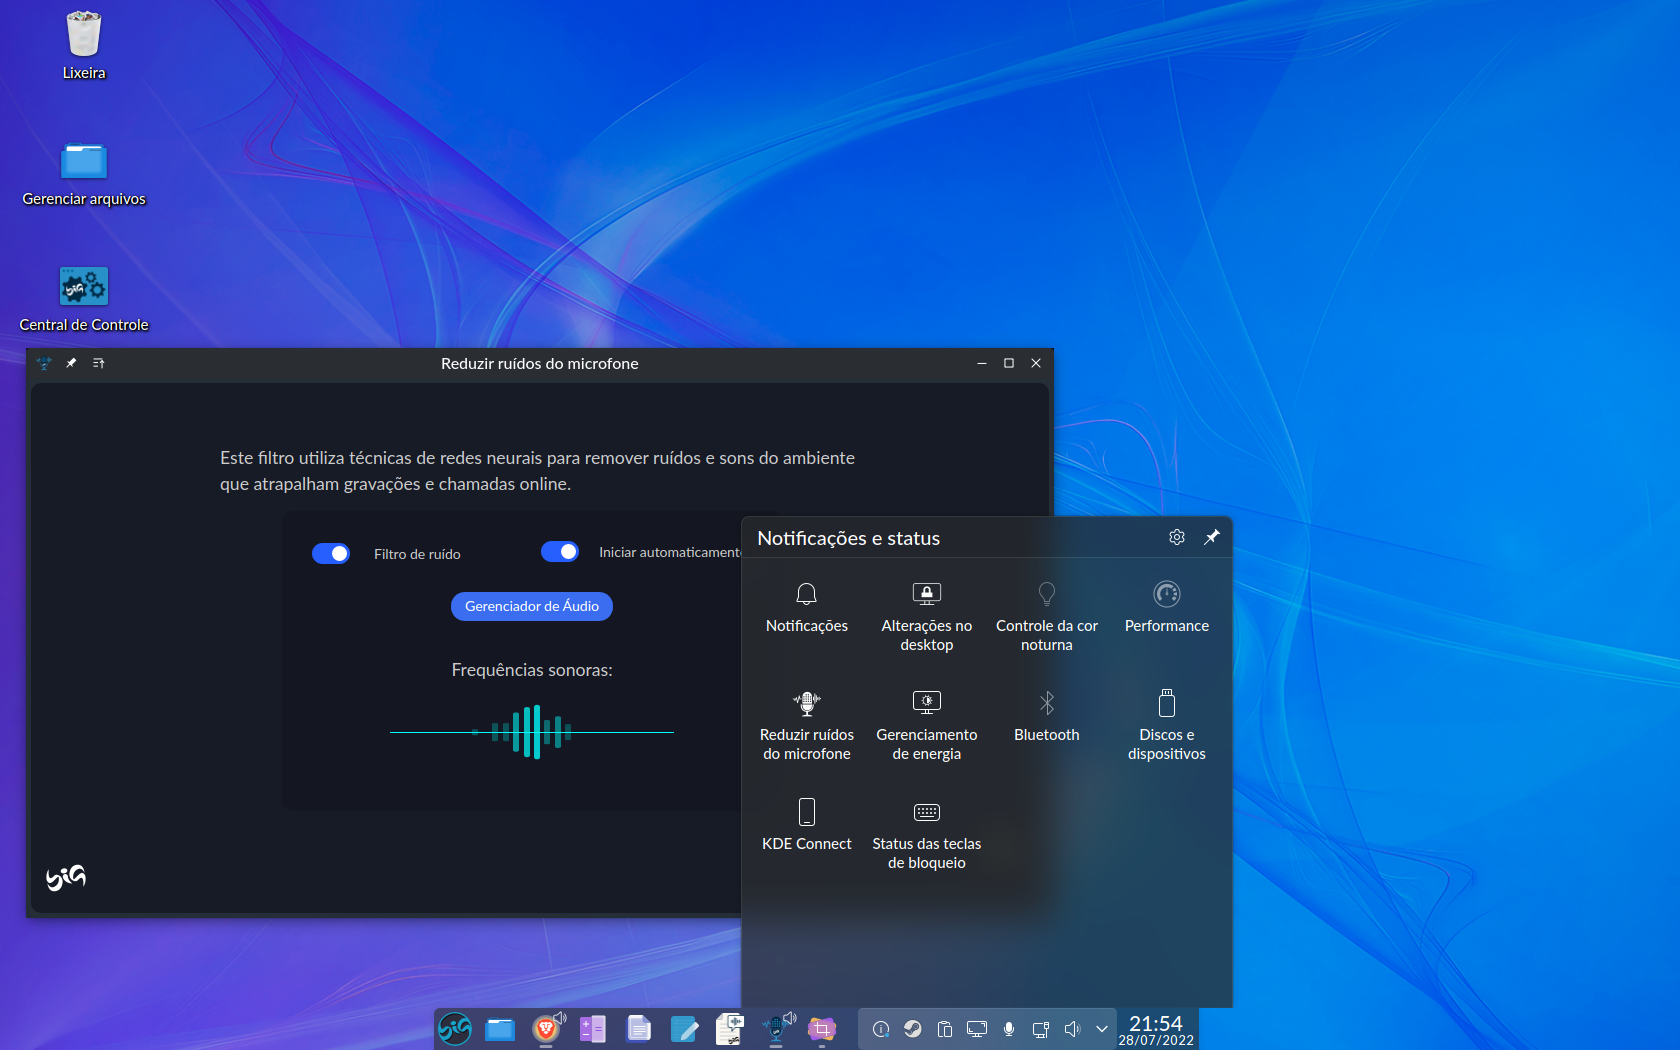 Lixeira
Gerenciar arquivos
Central de Controle
Reduzir ruídos do microfone
Este filtro utiliza técnicas de redes neurais para remover ruídos e sons do ambiente
que atrapalham gravações e chamadas online.
Filtro de ruído
Iniciar automaticamente
Gerenciador de Áudio
Frequências sonoras:
BiG
Notificações e status
Notificações
Alterações no
desktop
Controle da cor
noturna
Performance
Reduzir ruídos
do microfone
Gerenciamento
de energia
Bluetooth
Discos e
dispositivos
KDE Connect
Status das teclas
de bloqueio
21:54
28/07/2022